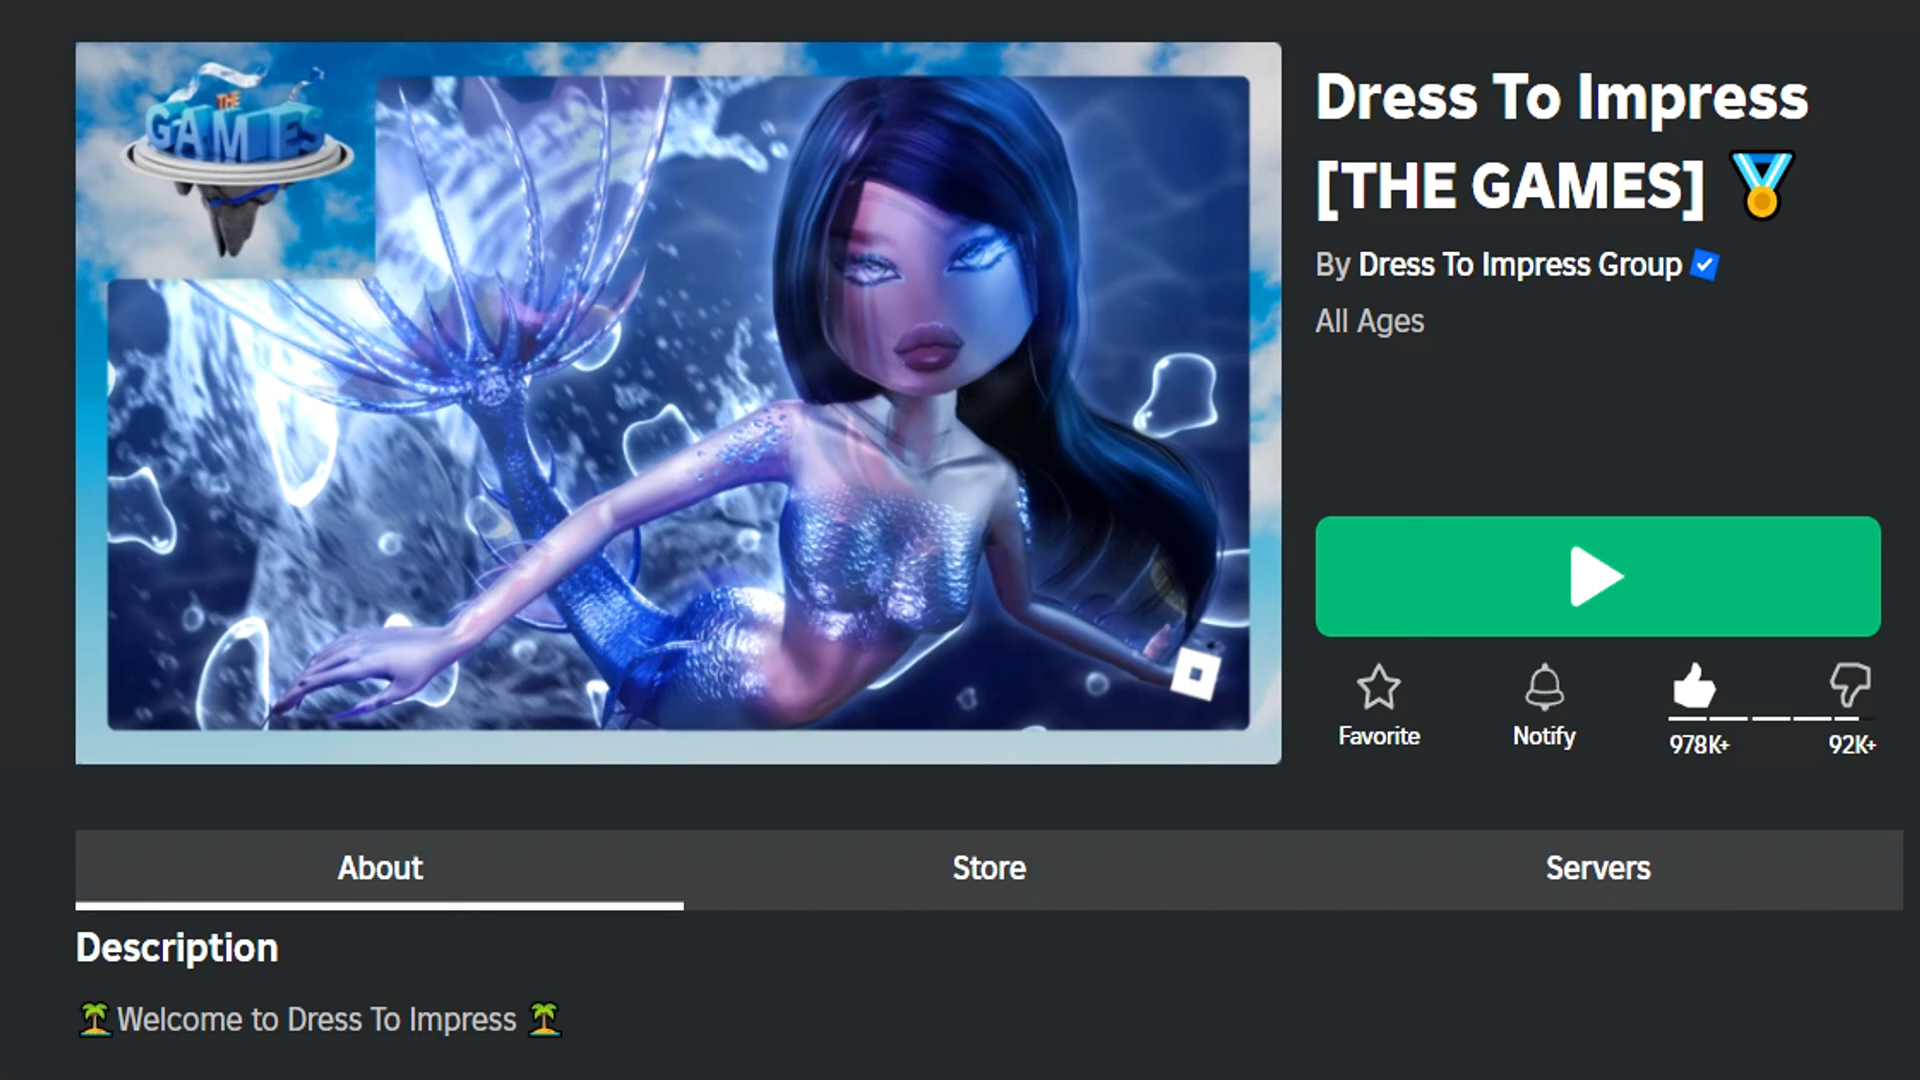 THE
GAMES
Dress To Impress
[THE GAMES] 🏅
By Dress To Impress Group
All Ages
Favorite
Notify
978K+
92K+
About
Store
Servers
Description
🏝️Welcome to Dress To Impress 🏝️